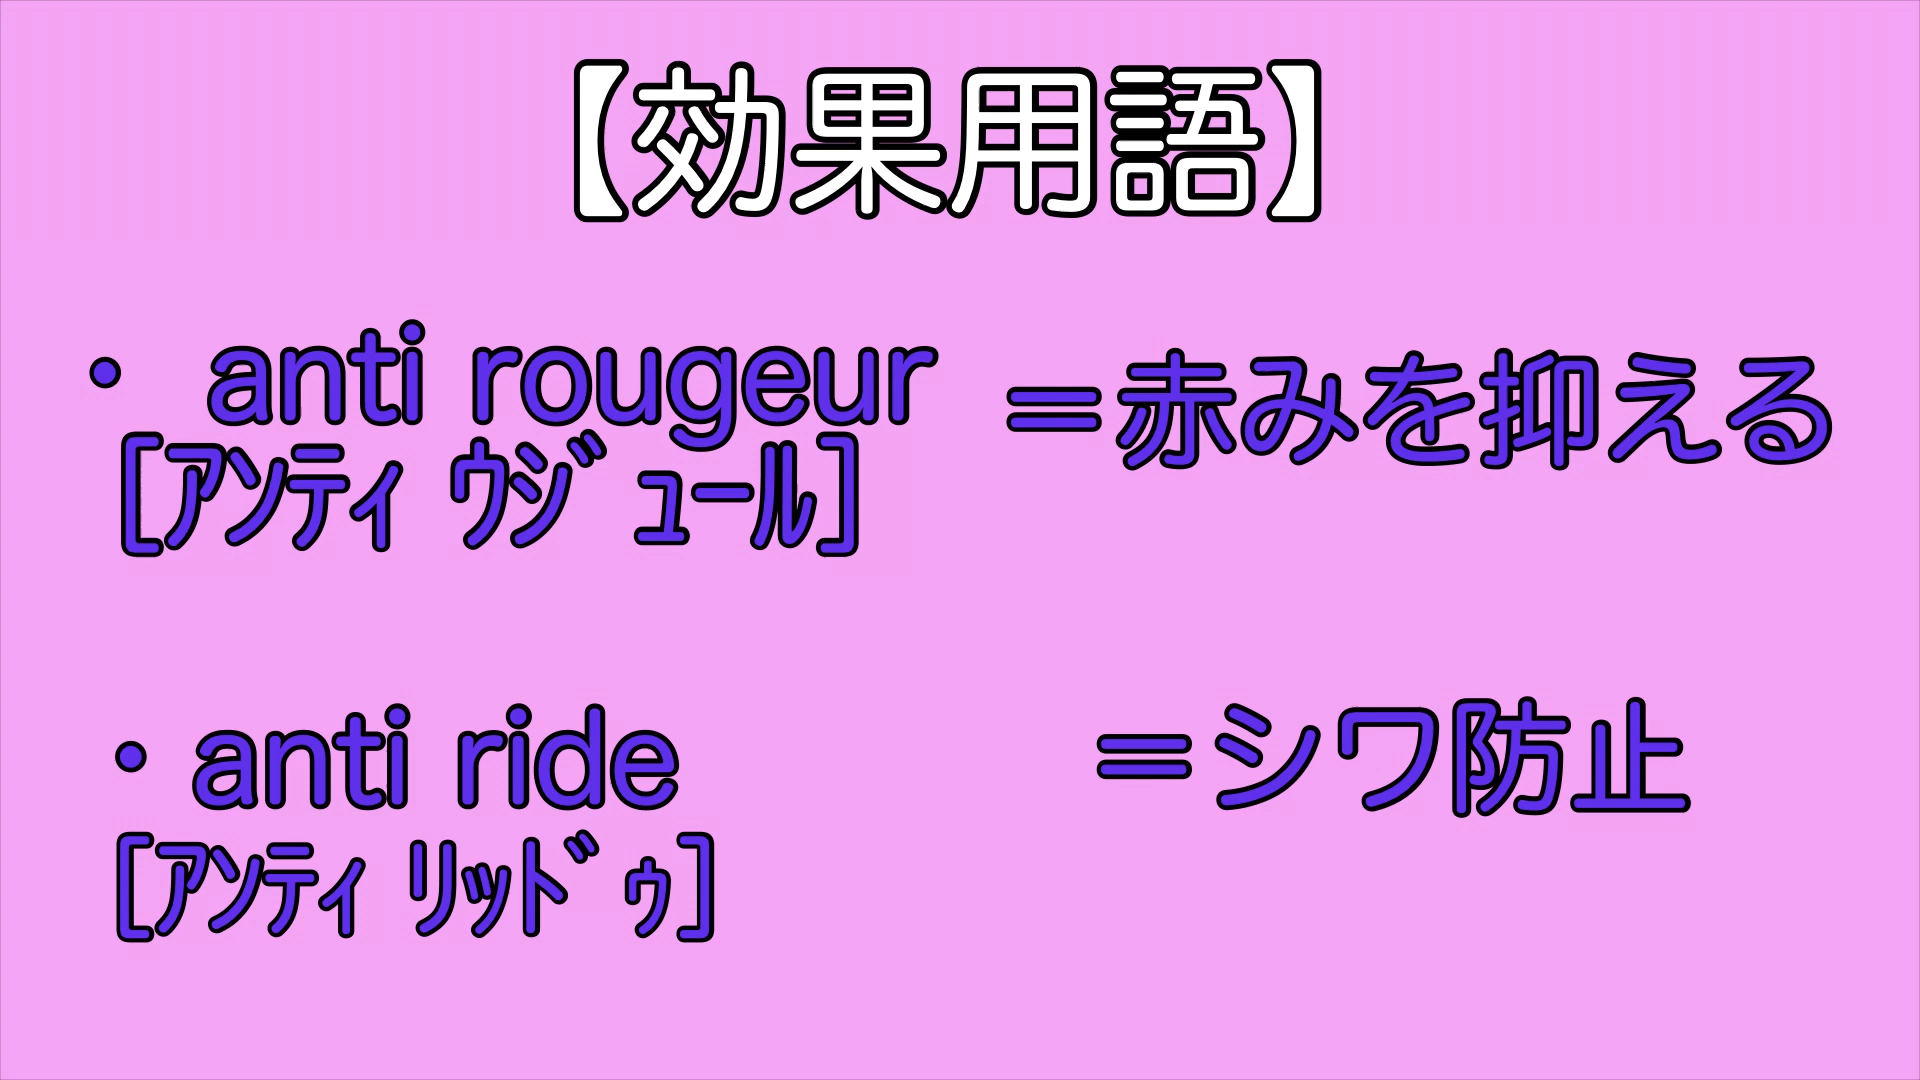 【効果用語】
・ anti rougeur ＝赤みを抑える
[ｱﾝﾃｨ ｳｼﾞｭｰﾙ]
・anti ride ＝シワ防止
[ｱﾝﾃｨ ﾘｯﾄﾞｩ]